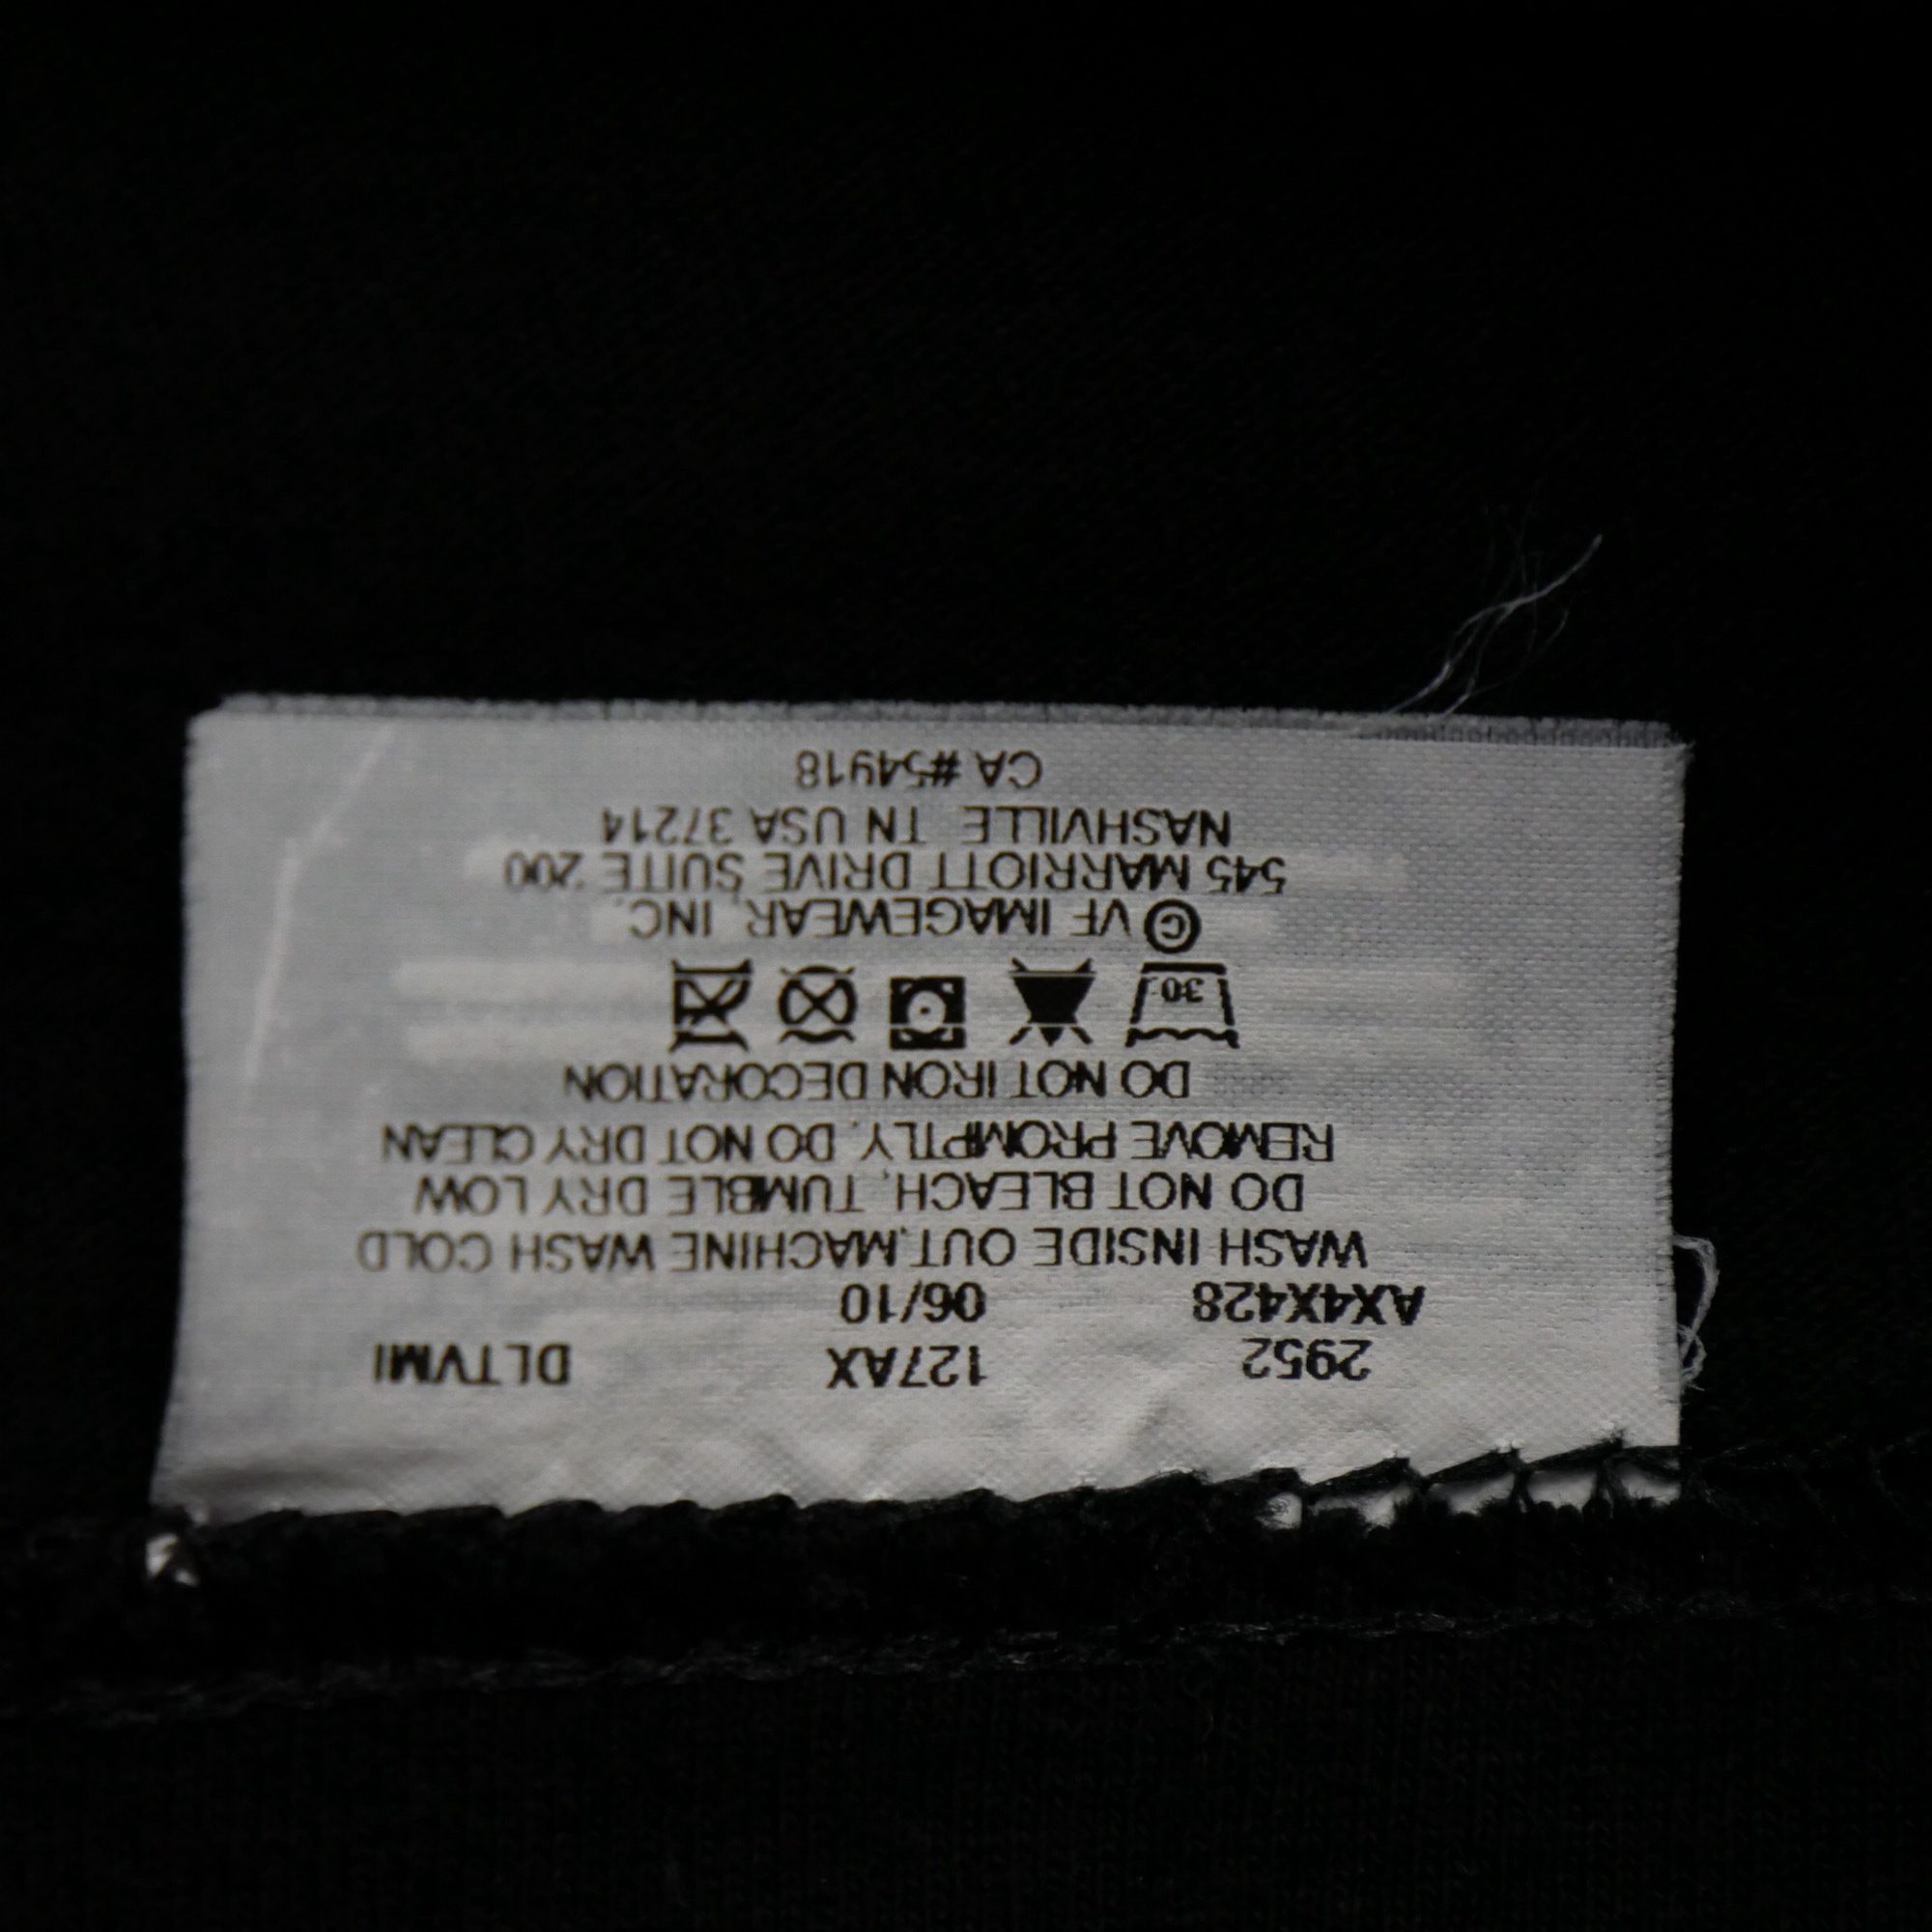 2952 127AX DLTVMI
AX4X428 06/10
WASH INSIDE OUT.MACHINE WASH COLD
DO NOT BLEACH, TUMBLE DRY LOW
REMOVE PROMPTLY, DO NOT DRY CLEAN
DO NOT IRON DECORATION
30
© VF IMAGEWEAR, INC.
545 MARRIOTT DRIVE SUITE 200
NASHVILLE TN USA 37214
CA #54918